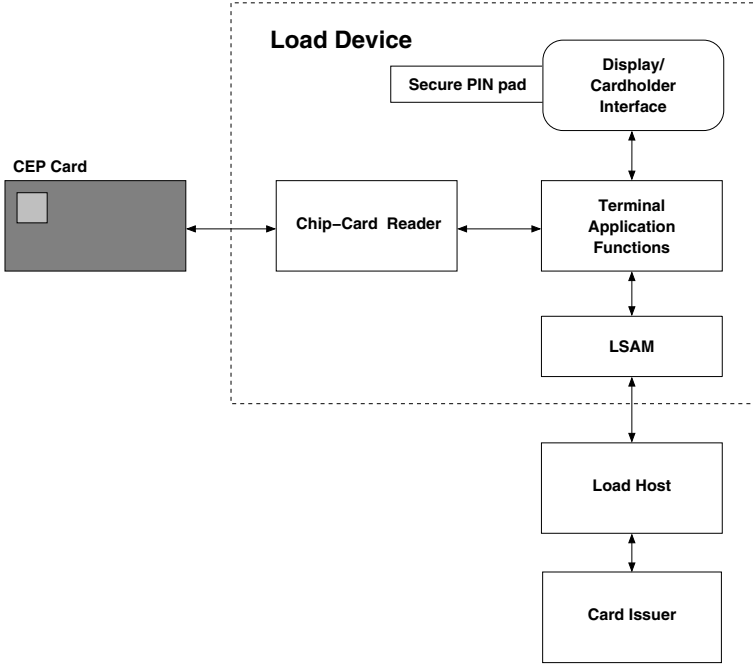 Load Device
Secure PIN pad
Display/
Cardholder
Interface
CEP Card
Chip-Card Reader
Terminal
Application
Functions
LSAM
Load Host
Card Issuer